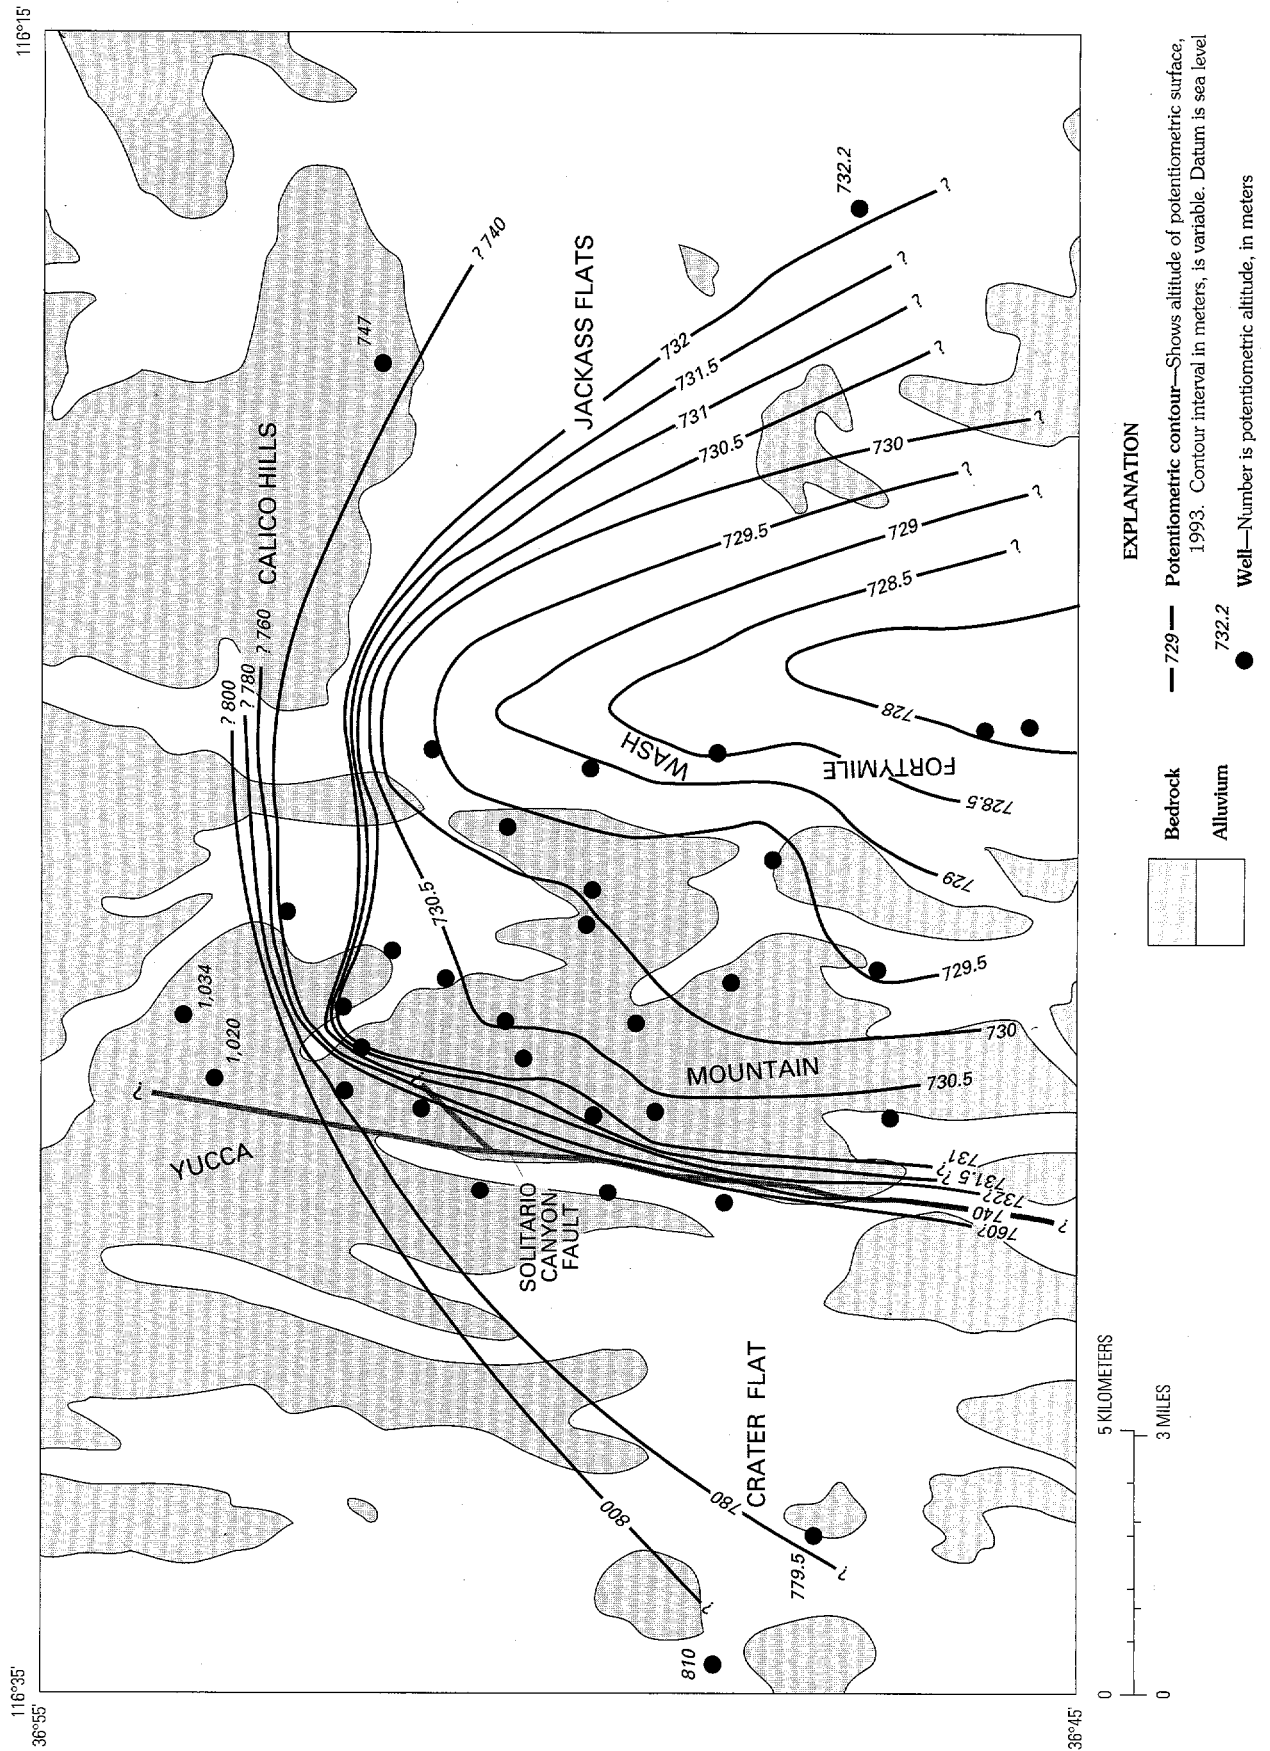 116°35'
36°55'
116°15'
? 800
? 780
? 760
CALICO HILLS
747
? 740
1,034
1,020
?
YUCCA
JACKASS FLATS
732.2
732
?
731.5
?
731
?
730.5
?
730
?
729.5
?
729
?
728.5
?
728
WASH
FORTYMILE
728.5
729
729.5
730
730.5
730.5
MOUNTAIN
?
SOLITARIO
CANYON
FAULT
731?
731.5 ?
732?
740
?
760?
CRATER FLAT
800
?
780
?
779.5
810
36°45'
0
5 KILOMETERS
0
3 MILES
EXPLANATION
Bedrock
Alluvium
729
Potentiometric contour—Shows altitude of potentiometric surface,
1993. Contour interval in meters, is variable. Datum is sea level
732.2
Well—Number is potentiometric altitude, in meters